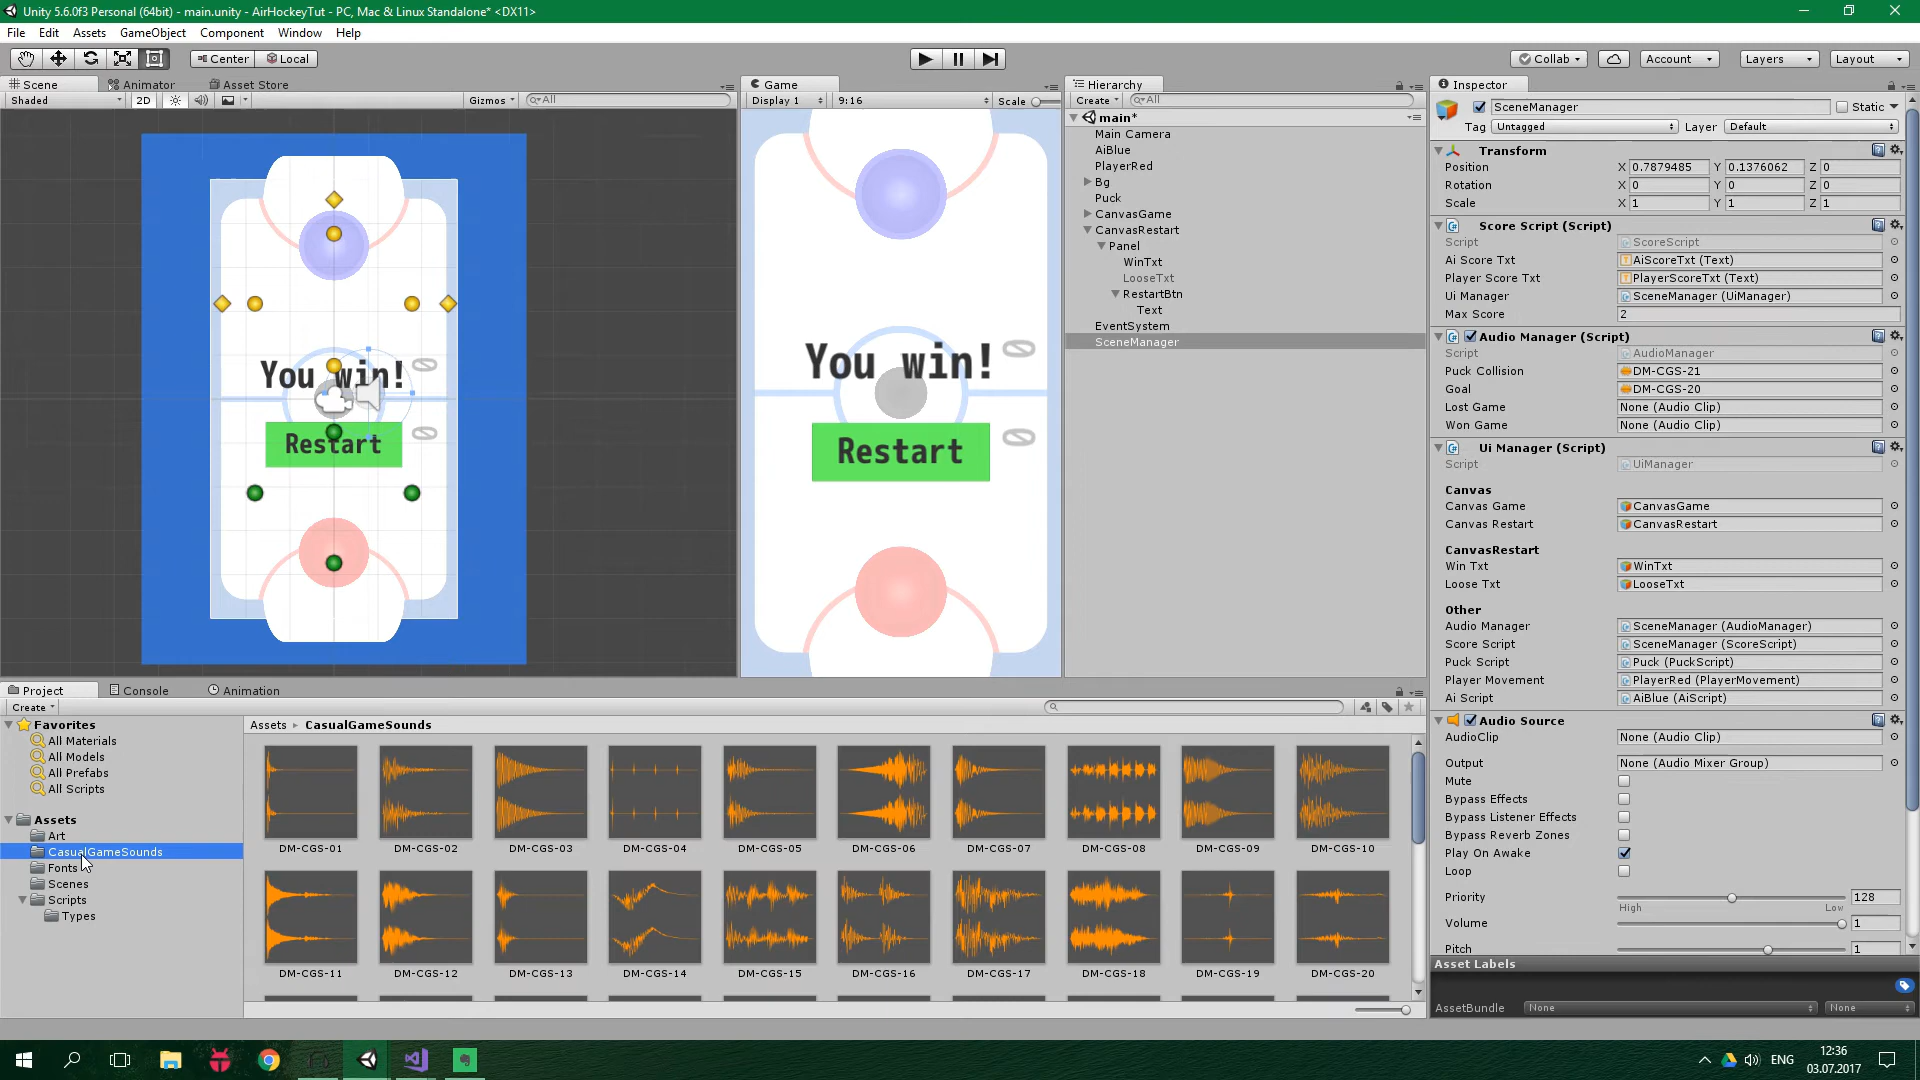 Unity 5.6.0f3 Personal (64bit) - main.unity - AirHockeyTut - PC, Mac & Linux Standalone* <DX11>
File Edit Assets GameObject Component Window Help
Center Local Collab Account Layers Layout
Scene Animator Asset Store
Shaded 2D Gizmos All
Game
Display 1 9:16 Scale
Hierarchy
Create All
main*
Main Camera
AiBlue
PlayerRed
Bg
Puck
CanvasGame
CanvasRestart
Panel
WinTxt
LooseTxt
RestartBtn
Text
EventSystem
SceneManager
You win!
Restart
You win!
Restart
Inspector
SceneManager Static
Tag Untagged Layer Default
Transform
Position X 0.7879485 Y 0.1376062 Z 0
Rotation X 0 Y 0 Z 0
Scale X 1 Y 1 Z 1
Score Script (Script)
Script ScoreScript
Ai Score Txt AiScoreTxt (Text)
Player Score Txt PlayerScoreTxt (Text)
Ui Manager SceneManager (UiManager)
Max Score 2
Audio Manager (Script)
Script AudioManager
Puck Collision DM-CGS-21
Goal DM-CGS-20
Lost Game None (Audio Clip)
Won Game None (Audio Clip)
Ui Manager (Script)
Script UiManager
Canvas
Canvas Game CanvasGame
Canvas Restart CanvasRestart
CanvasRestart
Win Txt WinTxt
Loose Txt LooseTxt
Other
Audio Manager SceneManager (AudioManager)
Score Script SceneManager (ScoreScript)
Puck Script Puck (PuckScript)
Player Movement PlayerRed (PlayerMovement)
Ai Script AiBlue (AiScript)
Audio Source
AudioClip None (Audio Clip)
Output None (Audio Mixer Group)
Mute
Bypass Effects
Bypass Listener Effects
Bypass Reverb Zones
Play On Awake
Loop
Priority 128
High Low
Volume 1
Pitch 1
Asset Labels
AssetBundle None None
Project Console Animation
Create
Favorites
All Materials
All Models
All Prefabs
All Scripts
Assets
Art
CasualGameSounds
Fonts
Scenes
Scripts
Types
Assets CasualGameSounds
DM-CGS-01 DM-CGS-02 DM-CGS-03 DM-CGS-04 DM-CGS-05 DM-CGS-06 DM-CGS-07 DM-CGS-08 DM-CGS-09 DM-CGS-10
DM-CGS-11 DM-CGS-12 DM-CGS-13 DM-CGS-14 DM-CGS-15 DM-CGS-16 DM-CGS-17 DM-CGS-18 DM-CGS-19 DM-CGS-20
ENG
12:36
03.07.2017